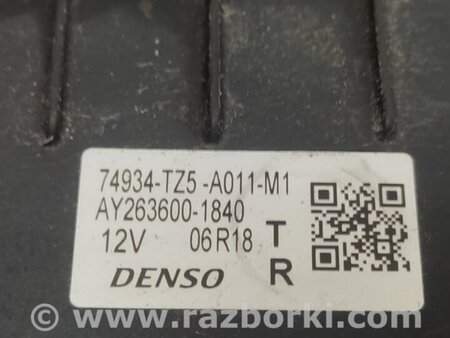 74934-TZ5-A011-M1
AY263600-1840
12V 06R18 T
DENSO R
© www.razborki.com